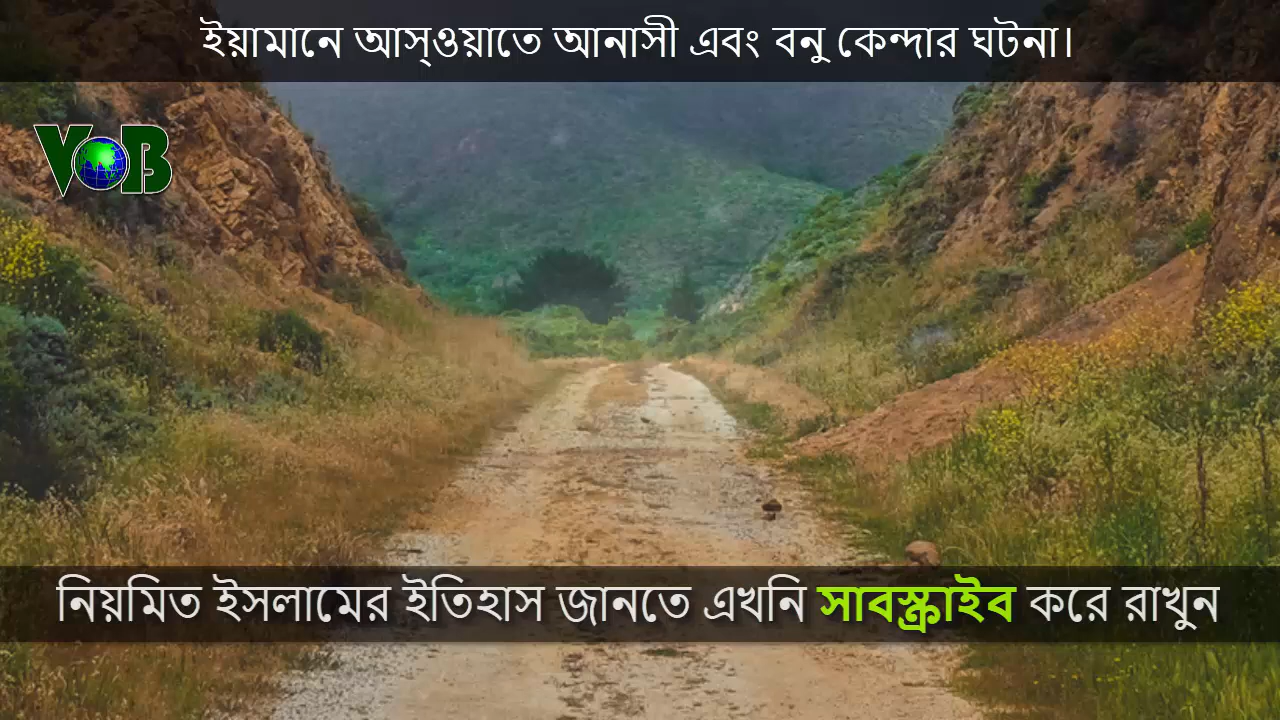 ইয়ামানে আস্ওয়াতে আনাসী এবং বনু কেন্দার ঘটনা।
VOB
নিয়মিত ইসলামের ইতিহাস জানতে এখনি সাবস্ক্রাইব করে রাখুন